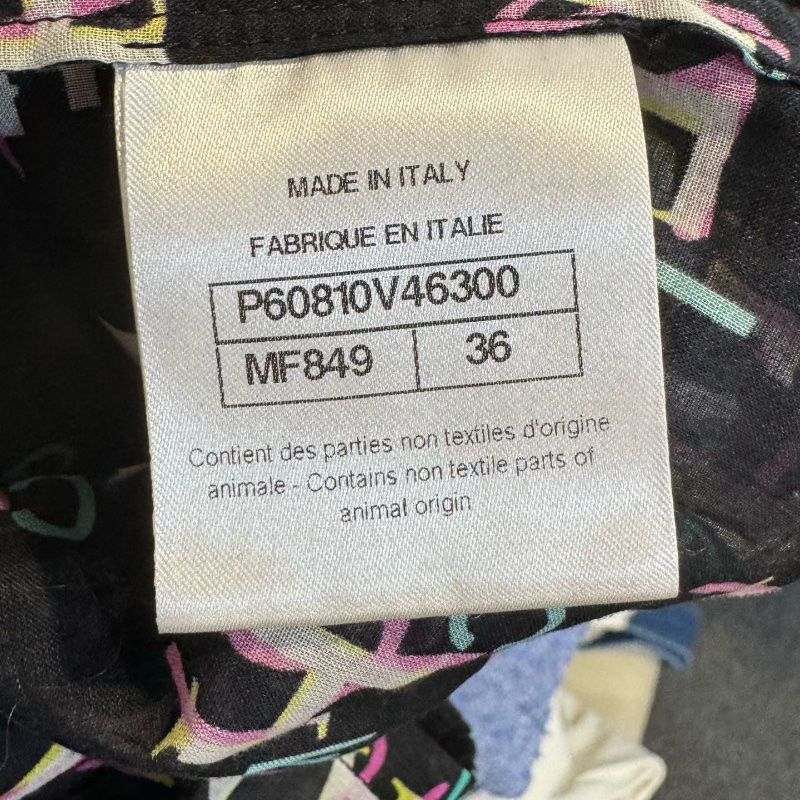 MADE IN ITALY
FABRIQUE EN ITALIE
P60810V46300
MF849 36
Contient des parties non textiles d'origine
animale - Contains non textile parts of
animal origin